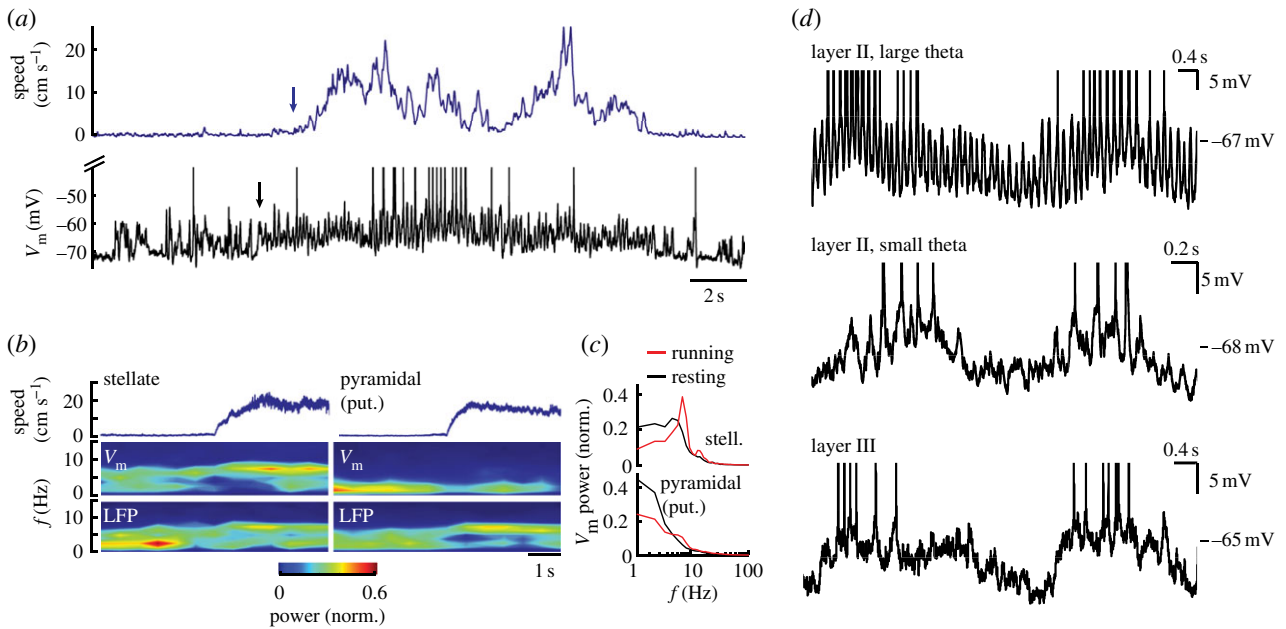 (a)
speed
(cm s⁻¹)
20
10
0
Vm (mV)
−50
−60
−70
2 s
(b)
stellate
pyramidal
(put.)
speed
(cm s⁻¹)
20
0
f (Hz)
Vm
Vm
10
0
LFP
LFP
10
0
1 s
0
0.6
power (norm.)
(c)
running
resting
Vm power (norm.)
0.4
0.2
0
stell.
0.4
0.2
0
pyramidal
(put.)
1
10
100
f (Hz)
(d)
layer II, large theta
0.4 s
5 mV
−67 mV
layer II, small theta
0.2 s
5 mV
−68 mV
layer III
0.4 s
5 mV
−65 mV